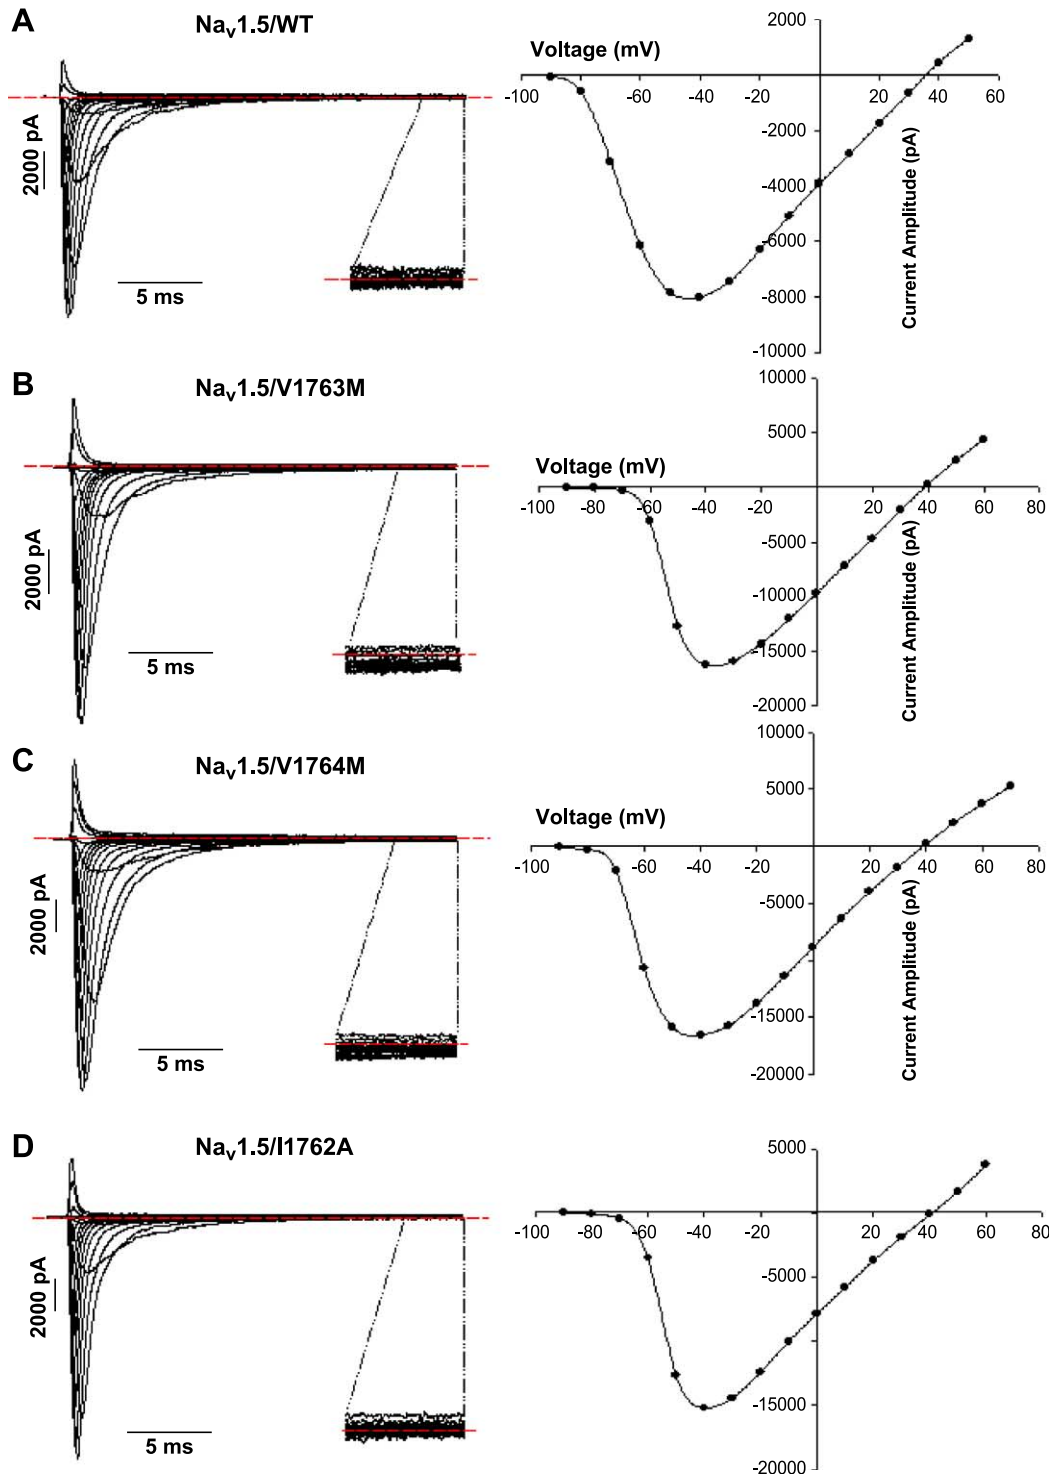 A
Nav1.5/WT
2000 pA
5 ms
Voltage (mV)
Current Amplitude (pA)
2000
-100 -80 -60 -40 -20 20 40 60
-2000
-4000
-6000
-8000
-10000
B
Nav1.5/V1763M
2000 pA
5 ms
Voltage (mV)
Current Amplitude (pA)
10000
5000
-100 -80 -60 -40 -20 0 20 40 60 80
-5000
-10000
-15000
-20000
C
Nav1.5/V1764M
2000 pA
5 ms
Voltage (mV)
Current Amplitude (pA)
10000
5000
-100 -80 -60 -40 -20 20 40 60 80
-5000
-10000
-15000
-20000
D
Nav1.5/I1762A
2000 pA
5 ms
5000
-100 -80 -60 -40 -20 0 20 40 60 80
-5000
-10000
-15000
-20000